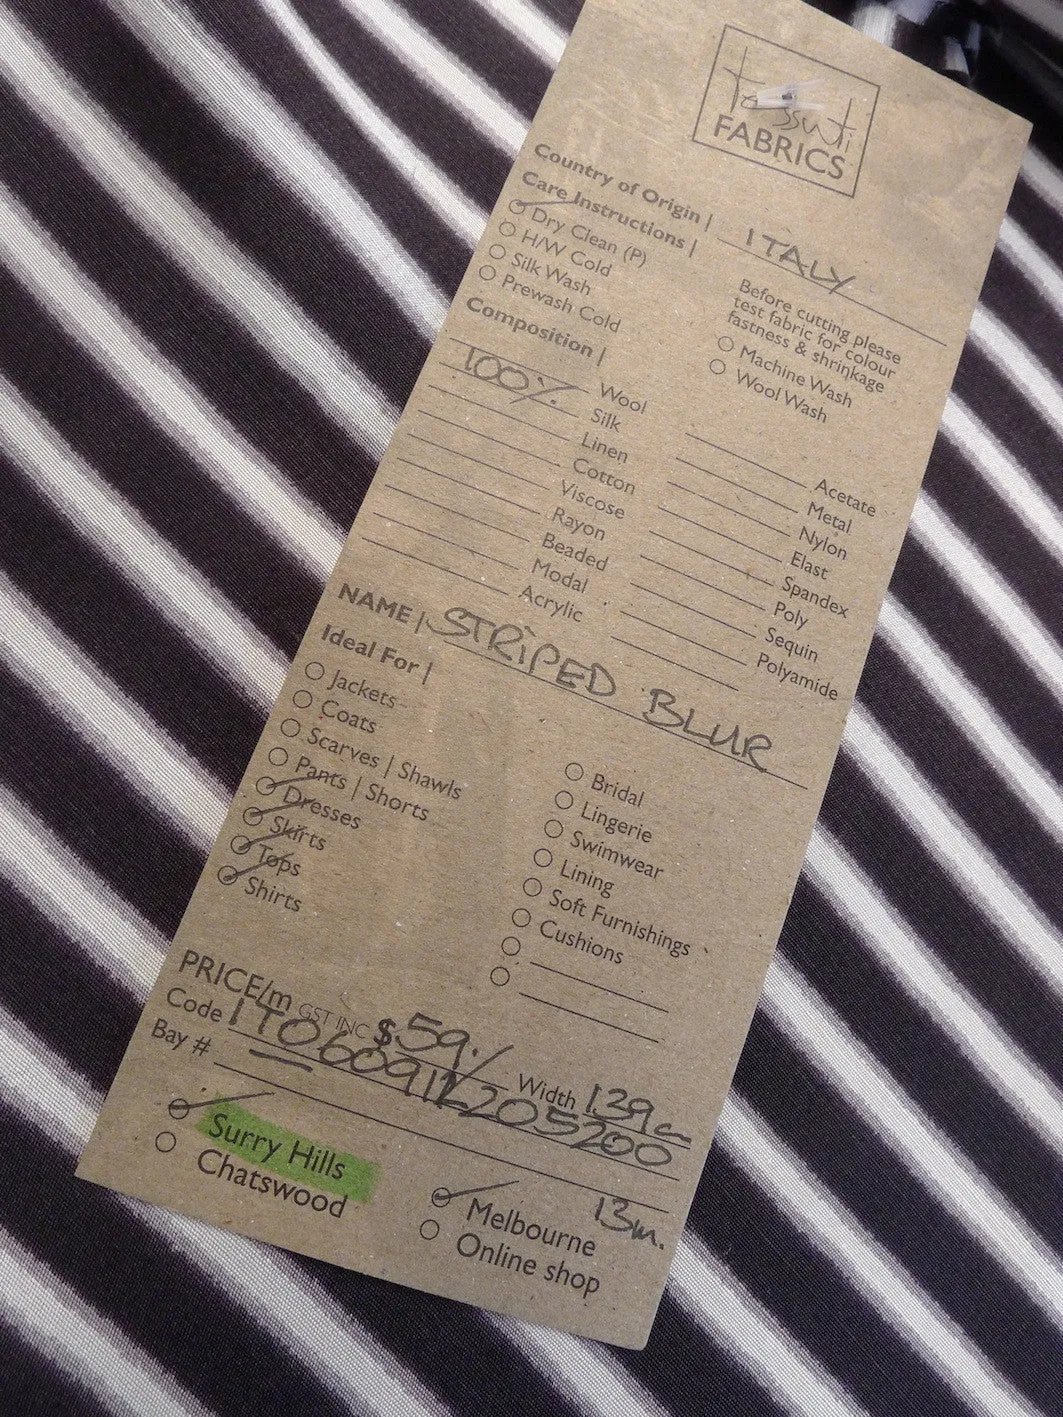 tessuti
FABRICS
Country of Origin | ITALY
Care Instructions |
Dry Clean (P)
H/W Cold
Silk Wash
Prewash Cold
Before cutting please
test fabric for colour
fastness & shrinkage
Machine Wash
Wool Wash
Composition |
Wool
100% Silk
Linen
Cotton
Viscose
Rayon
Beaded
Modal
Acrylic
Acetate
Metal
Nylon
Elast
Spandex
Poly
Sequin
Polyamide
NAME | STRIPED BLUR
Ideal For |
Jackets
Coats
Scarves | Shawls
Pants | Shorts
Dresses
Skirts
Tops
Shirts
Bridal
Lingerie
Swimwear
Lining
Soft Furnishings
Cushions
PRICE/m GST INC $59./ Width 139c
Code ITO609112205200
Bay #
13m.
Surry Hills
Chatswood
Melbourne
Online shop